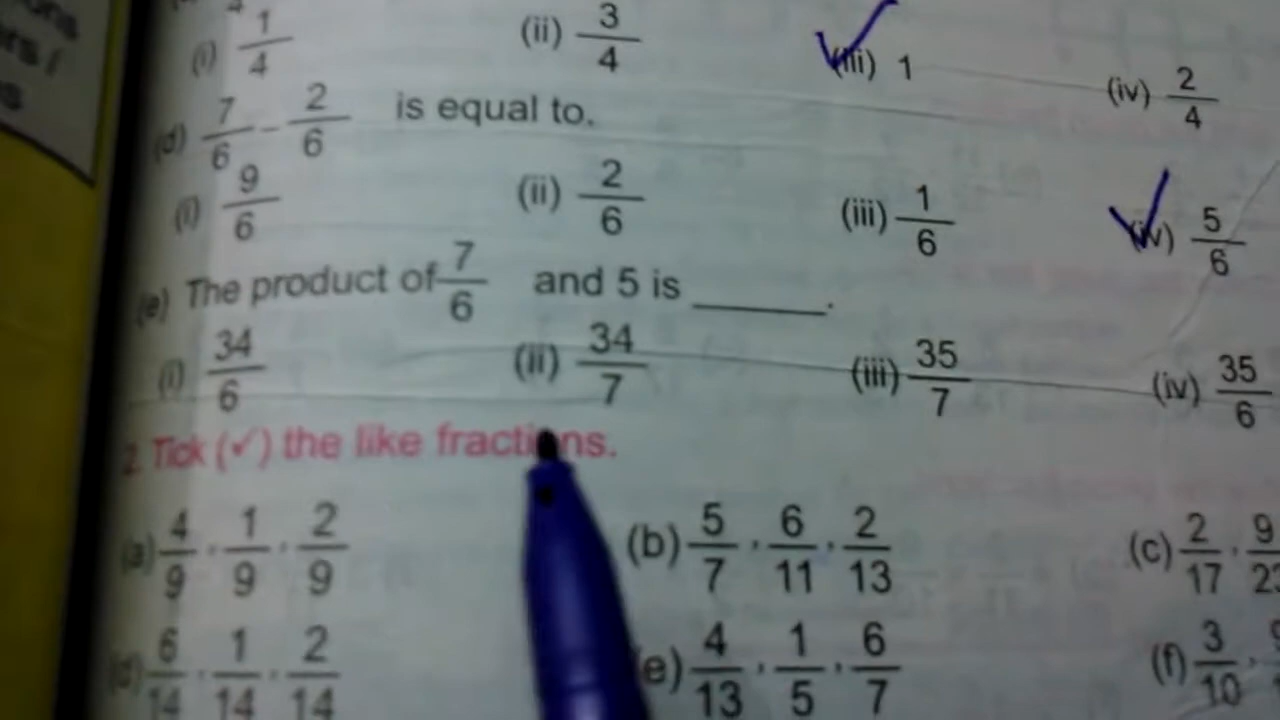 (i) 1/4 (ii) 3/4 (iii) 1 (iv) 2/4
(d) 7/6 - 2/6 is equal to.
(i) 9/6 (ii) 2/6 (iii) 1/6 (iv) 5/6
(e) The product of 7/6 and 5 is ______.
(i) 34/6 (ii) 34/7 (iii) 35/7 (iv) 35/6
2. Tick (✓) the like fractions.
(a) 4/9 . 1/9 . 2/9 (b) 5/7 . 6/11 . 2/13 (c) 2/17 .
(d) 6/14 . 1/14 . 2/14 (e) 4/13 . 1/5 . 6/7 (f) 3/10 .